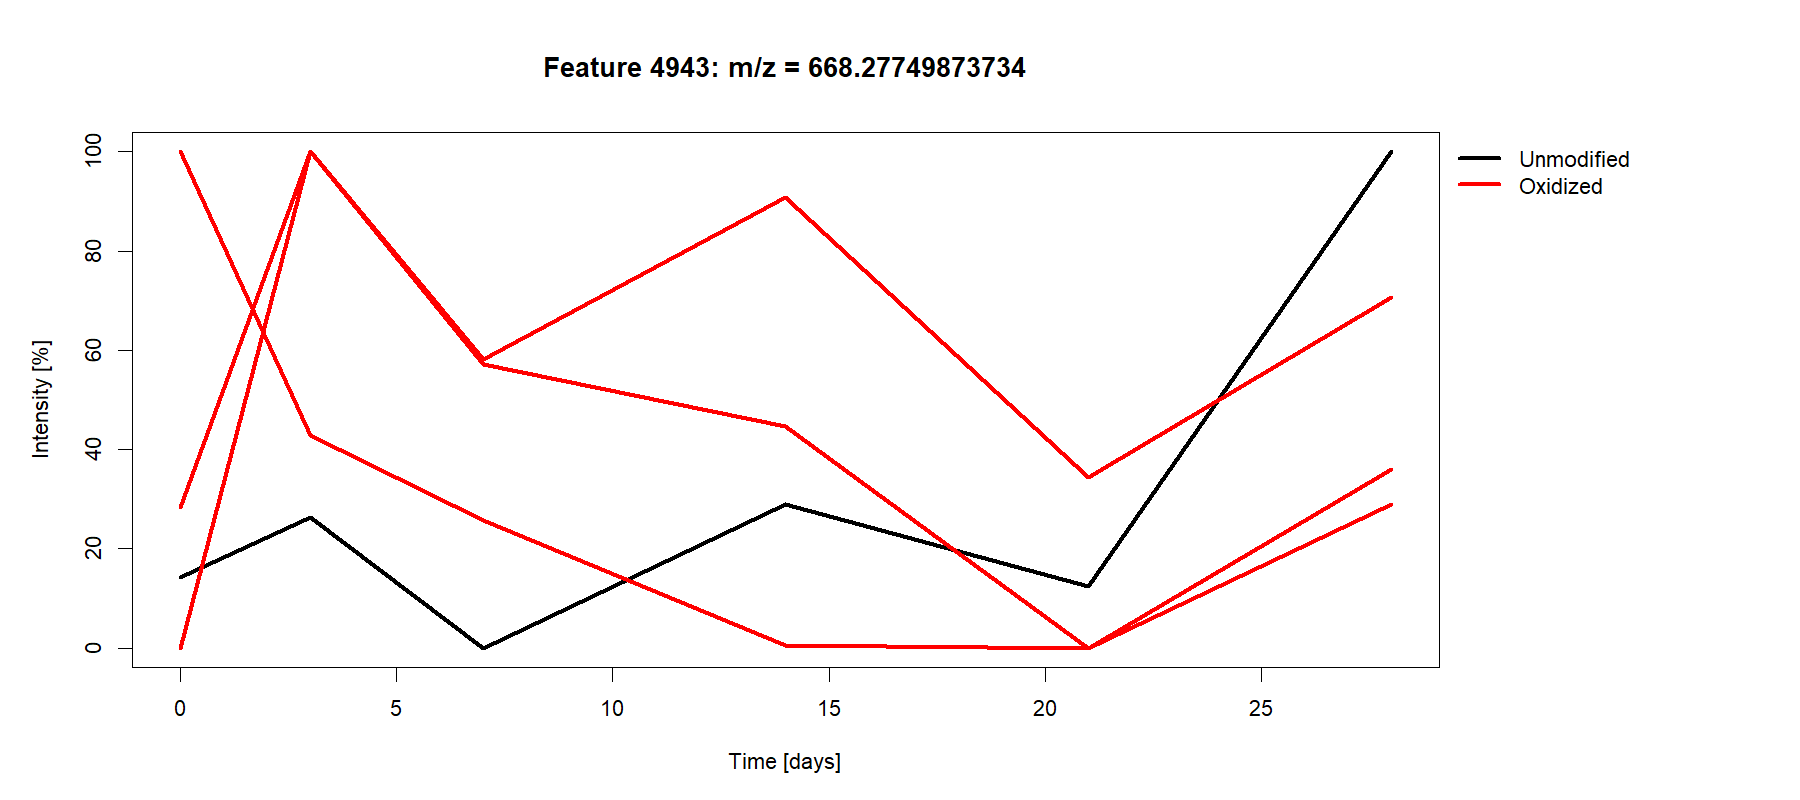 Feature 4943: m/z = 668.27749873734
Unmodified
Oxidized
Intensity [%]
100
80
60
40
20
0
0 5 10 15 20 25
Time [days]